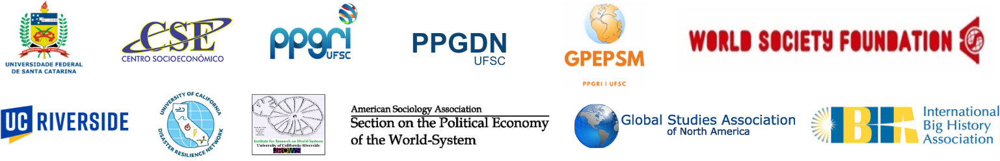 UNIVERSIDADE FEDERAL
DE SANTA CATARINA
CSE
CENTRO SOCIOECONÔMICO
ppgri
UFSC
PPGDN
UFSC
GPEPSM
PPGRI | UFSC
WORLD SOCIETY FOUNDATION
UC RIVERSIDE
UNIVERSITY OF CALIFORNIA
DISASTER RESILIENCE NETWORK
Institute for Research on World-Systems
University of California-Riverside
IROWS
American Sociology Association
Section on the Political Economy
of the World-System
Global Studies Association
of North America
IBHA
International
Big History
Association